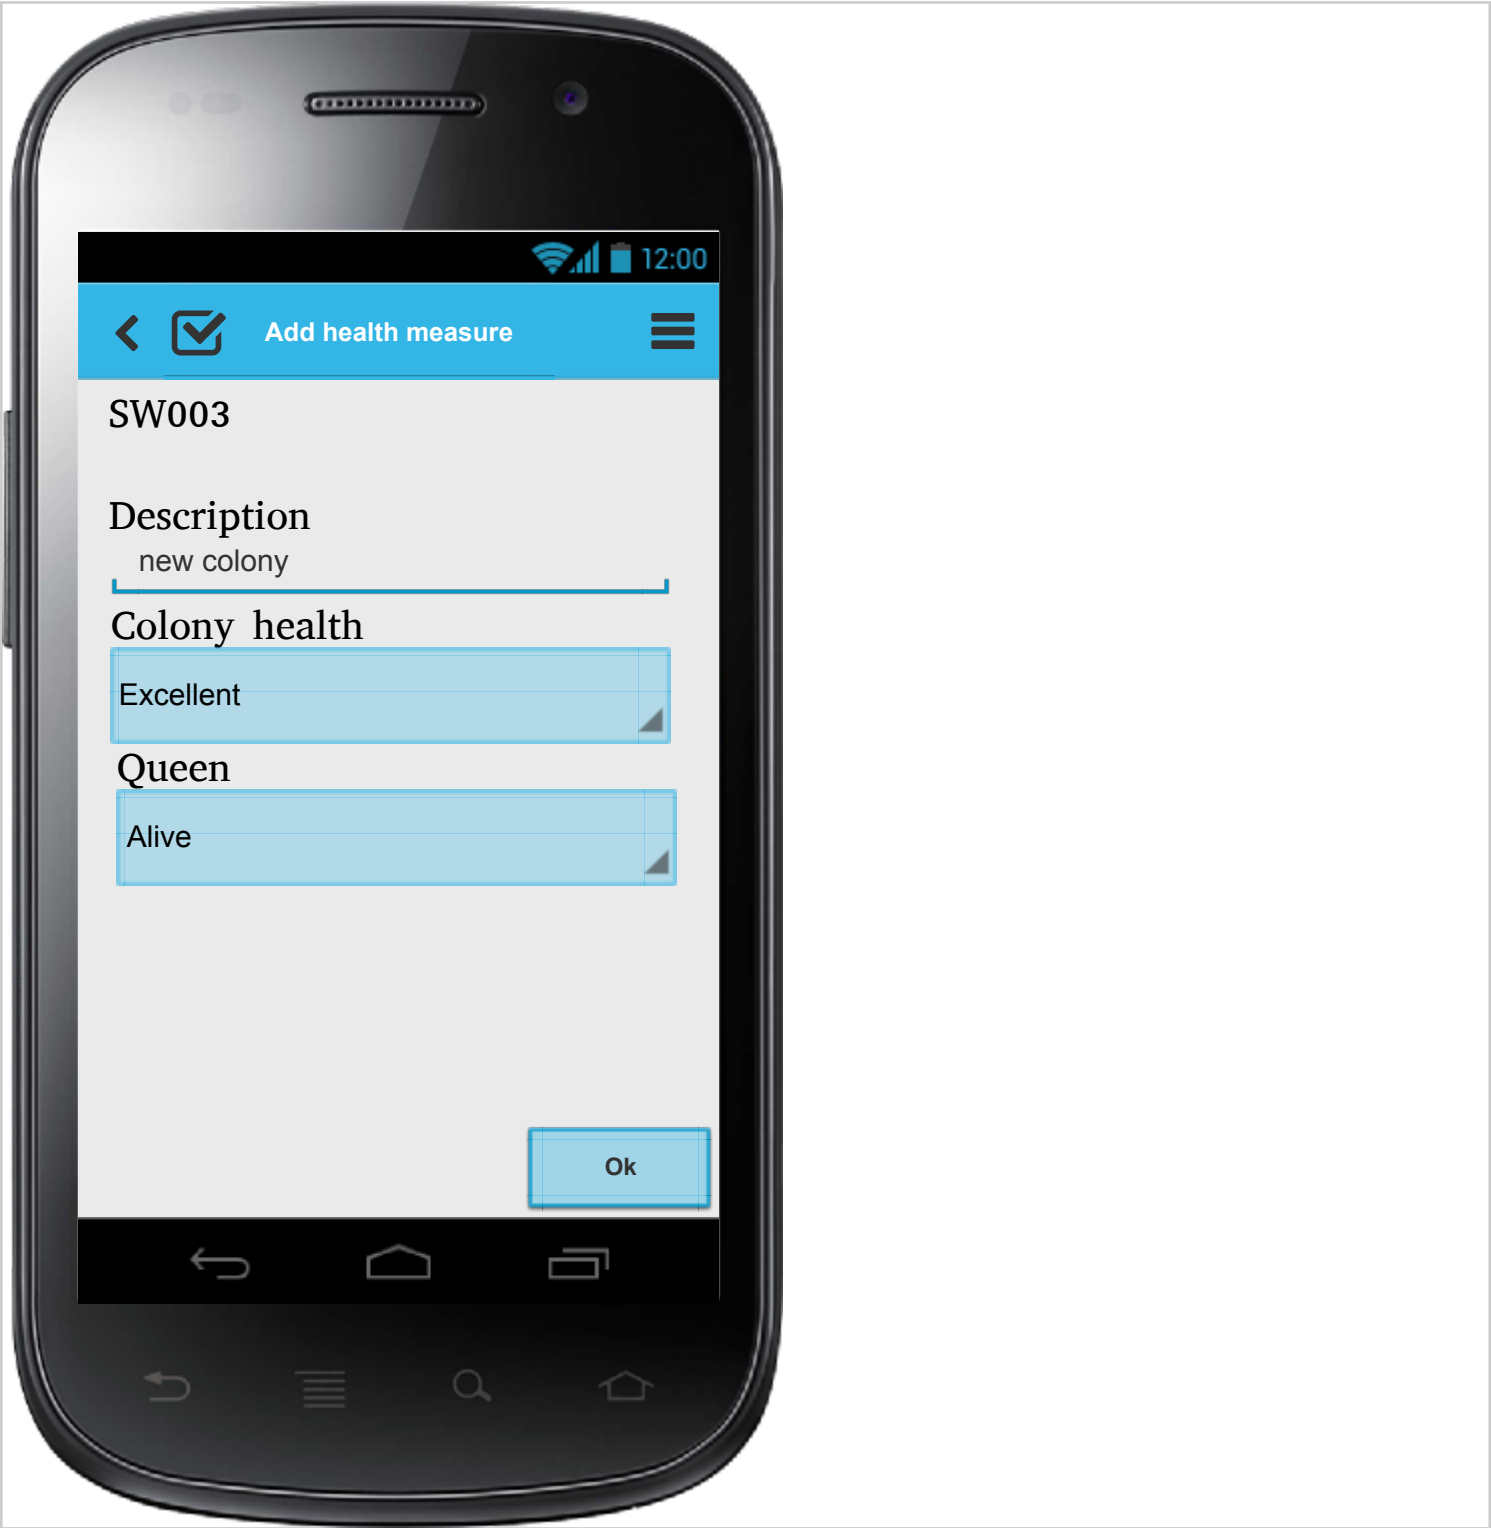 12:00
Add health measure
SW003
Description
new colony
Colony health
Excellent
Queen
Alive
Ok